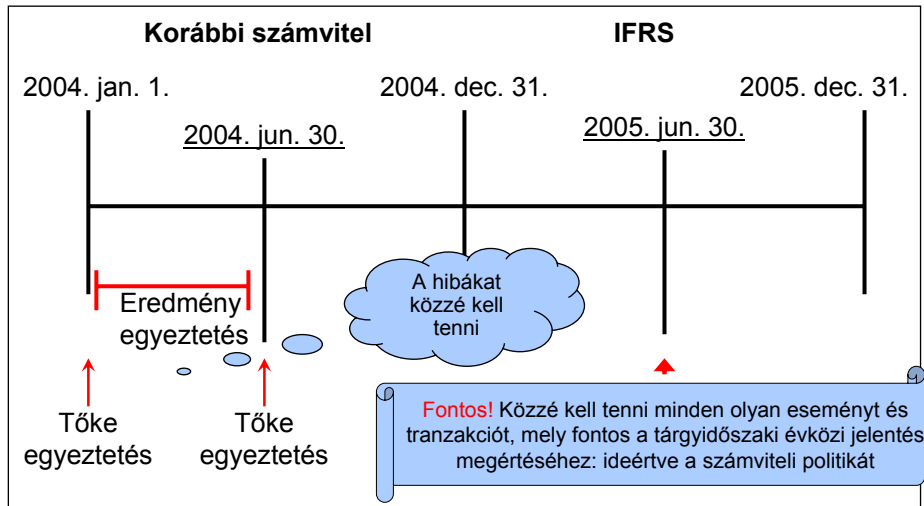 Korábbi számvitel IFRS
2004. jan. 1. 2004. dec. 31. 2005. dec. 31.
2004. jun. 30. 2005. jun. 30.
A hibákat
közzé kell
tenni
Eredmény
egyeztetés
Tőke
egyeztetés
Tőke
egyeztetés
Fontos! Közzé kell tenni minden olyan eseményt és
tranzakciót, mely fontos a tárgyidőszaki évközi jelentés
megértéséhez: ideértve a számviteli politikát